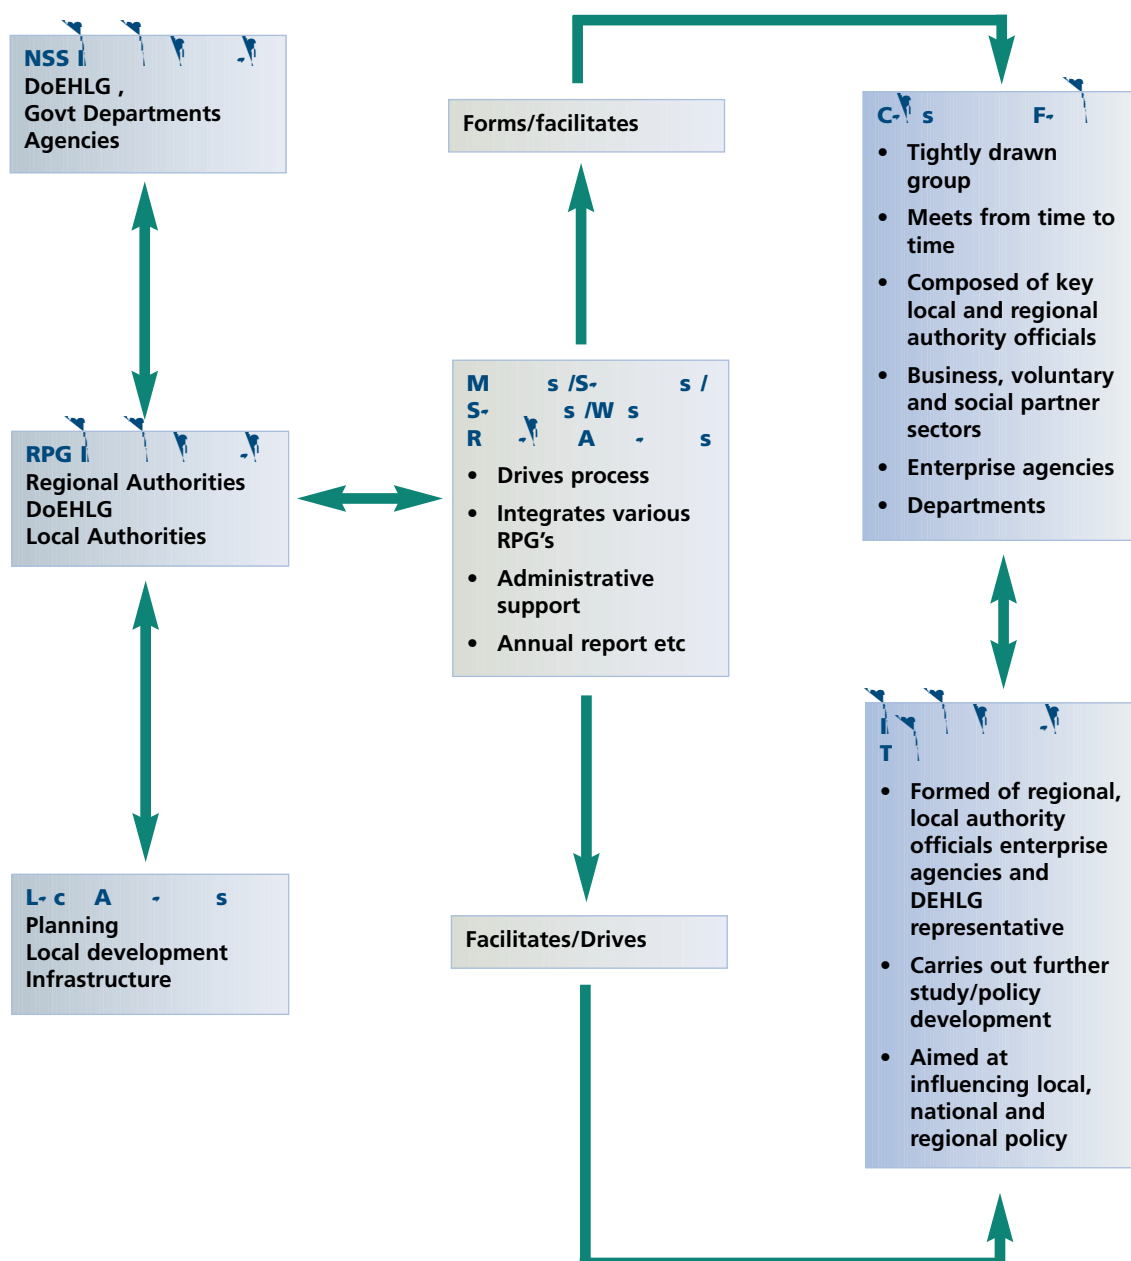 NSS
DoEHLG ,
Govt Departments
Agencies
RPG
Regional Authorities
DoEHLG
Local Authorities
Planning
Local development
Infrastructure
Forms/facilitates
• Drives process
• Integrates various
RPG's
• Administrative
support
• Annual report etc
Facilitates/Drives
• Tightly drawn
group
• Meets from time to
time
• Composed of key
local and regional
authority officials
• Business, voluntary
and social partner
sectors
• Enterprise agencies
• Departments
• Formed of regional,
local authority
officials enterprise
agencies and
DEHLG
representative
• Carries out further
study/policy
development
• Aimed at
influencing local,
national and
regional policy